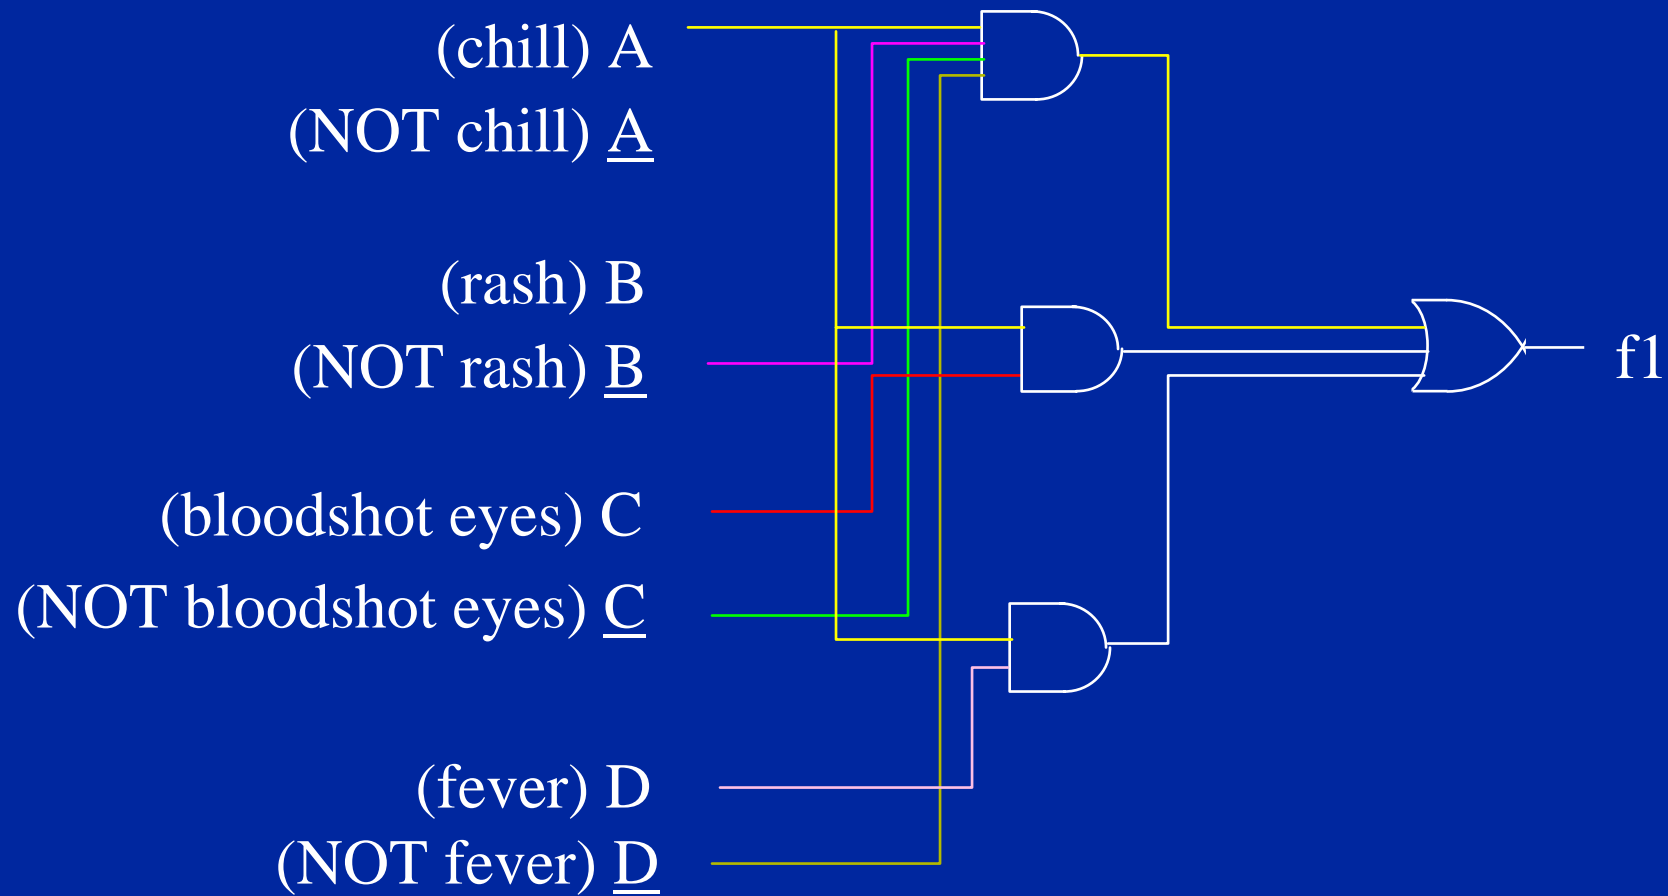 (chill) A
(NOT chill) A
(rash) B
(NOT rash) B
f1
(bloodshot eyes) C
(NOT bloodshot eyes) C
(fever) D
(NOT fever) D